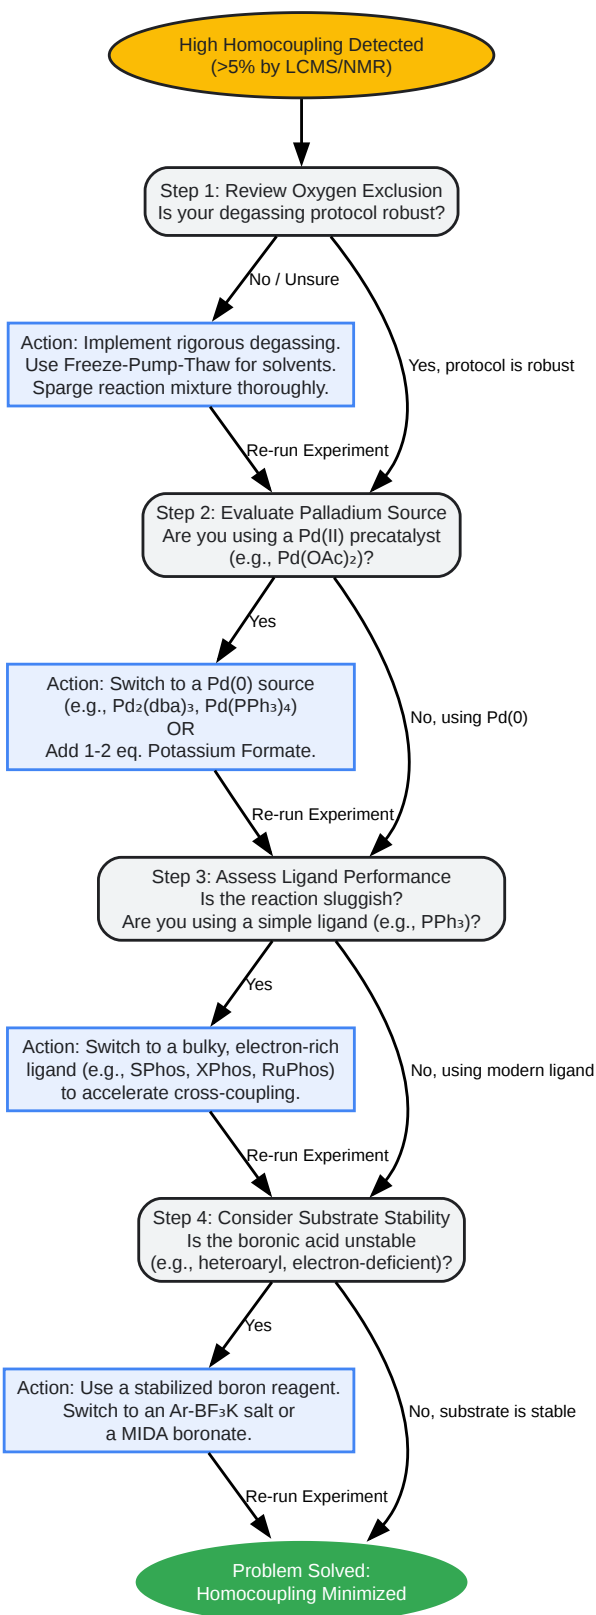 High Homocoupling Detected
(>5% by LCMS/NMR)
Step 1: Review Oxygen Exclusion
Is your degassing protocol robust?
No / Unsure
Action: Implement rigorous degassing.
Use Freeze-Pump-Thaw for solvents.
Sparge reaction mixture thoroughly.
Yes, protocol is robust
Re-run Experiment
Step 2: Evaluate Palladium Source
Are you using a Pd(II) precatalyst
(e.g., Pd(OAc)₂)?
Yes
Action: Switch to a Pd(0) source
(e.g., Pd₂(dba)₃, Pd(PPh₃)₄)
OR
Add 1-2 eq. Potassium Formate.
No, using Pd(0)
Re-run Experiment
Step 3: Assess Ligand Performance
Is the reaction sluggish?
Are you using a simple ligand (e.g., PPh₃)?
Yes
Action: Switch to a bulky, electron-rich
ligand (e.g., SPhos, XPhos, RuPhos)
to accelerate cross-coupling.
No, using modern ligand
Re-run Experiment
Step 4: Consider Substrate Stability
Is the boronic acid unstable
(e.g., heteroaryl, electron-deficient)?
Yes
Action: Use a stabilized boron reagent.
Switch to an Ar-BF₃K salt or
a MIDA boronate.
No, substrate is stable
Re-run Experiment
Problem Solved:
Homocoupling Minimized